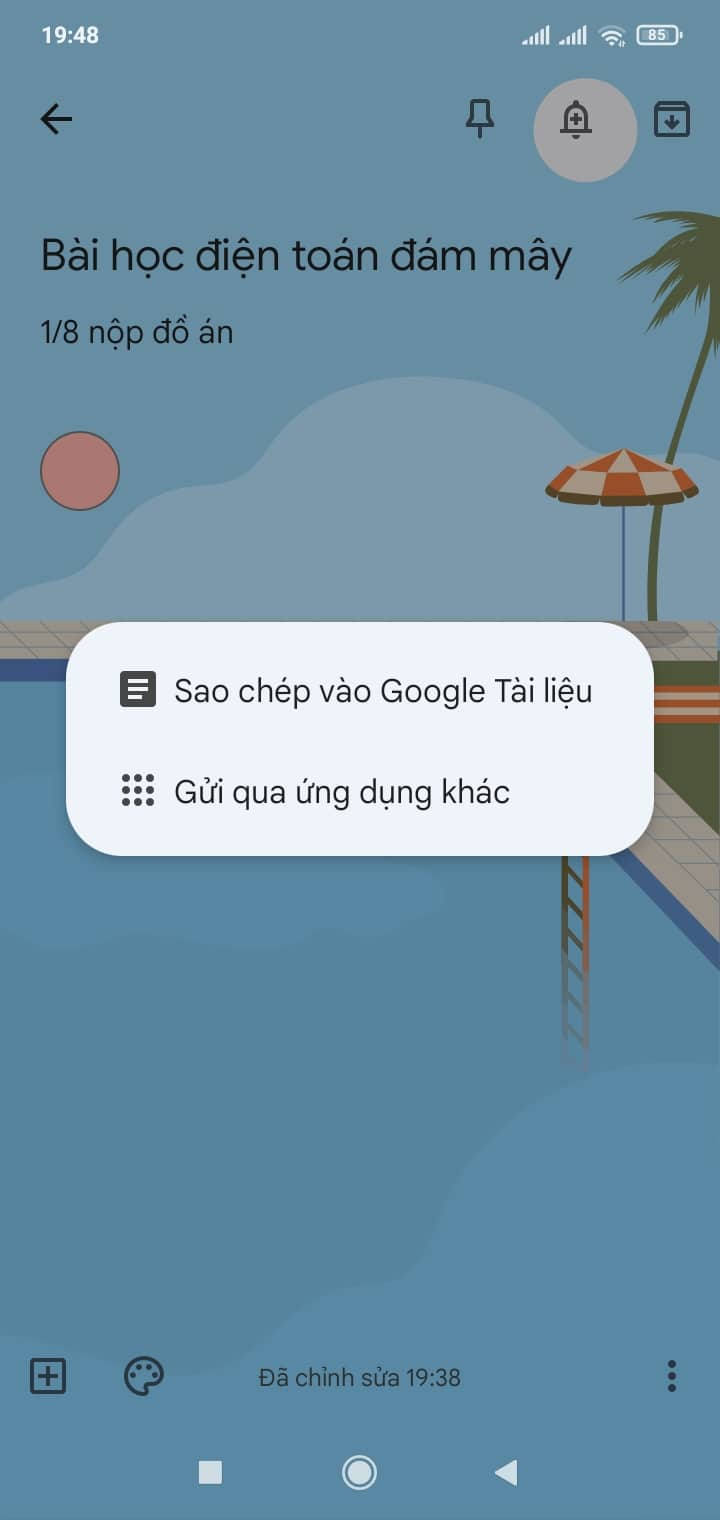 19:48
85
Bài học điện toán đám mây
1/8 nộp đồ án
Sao chép vào Google Tài liệu
Gửi qua ứng dụng khác
Đã chỉnh sửa 19:38